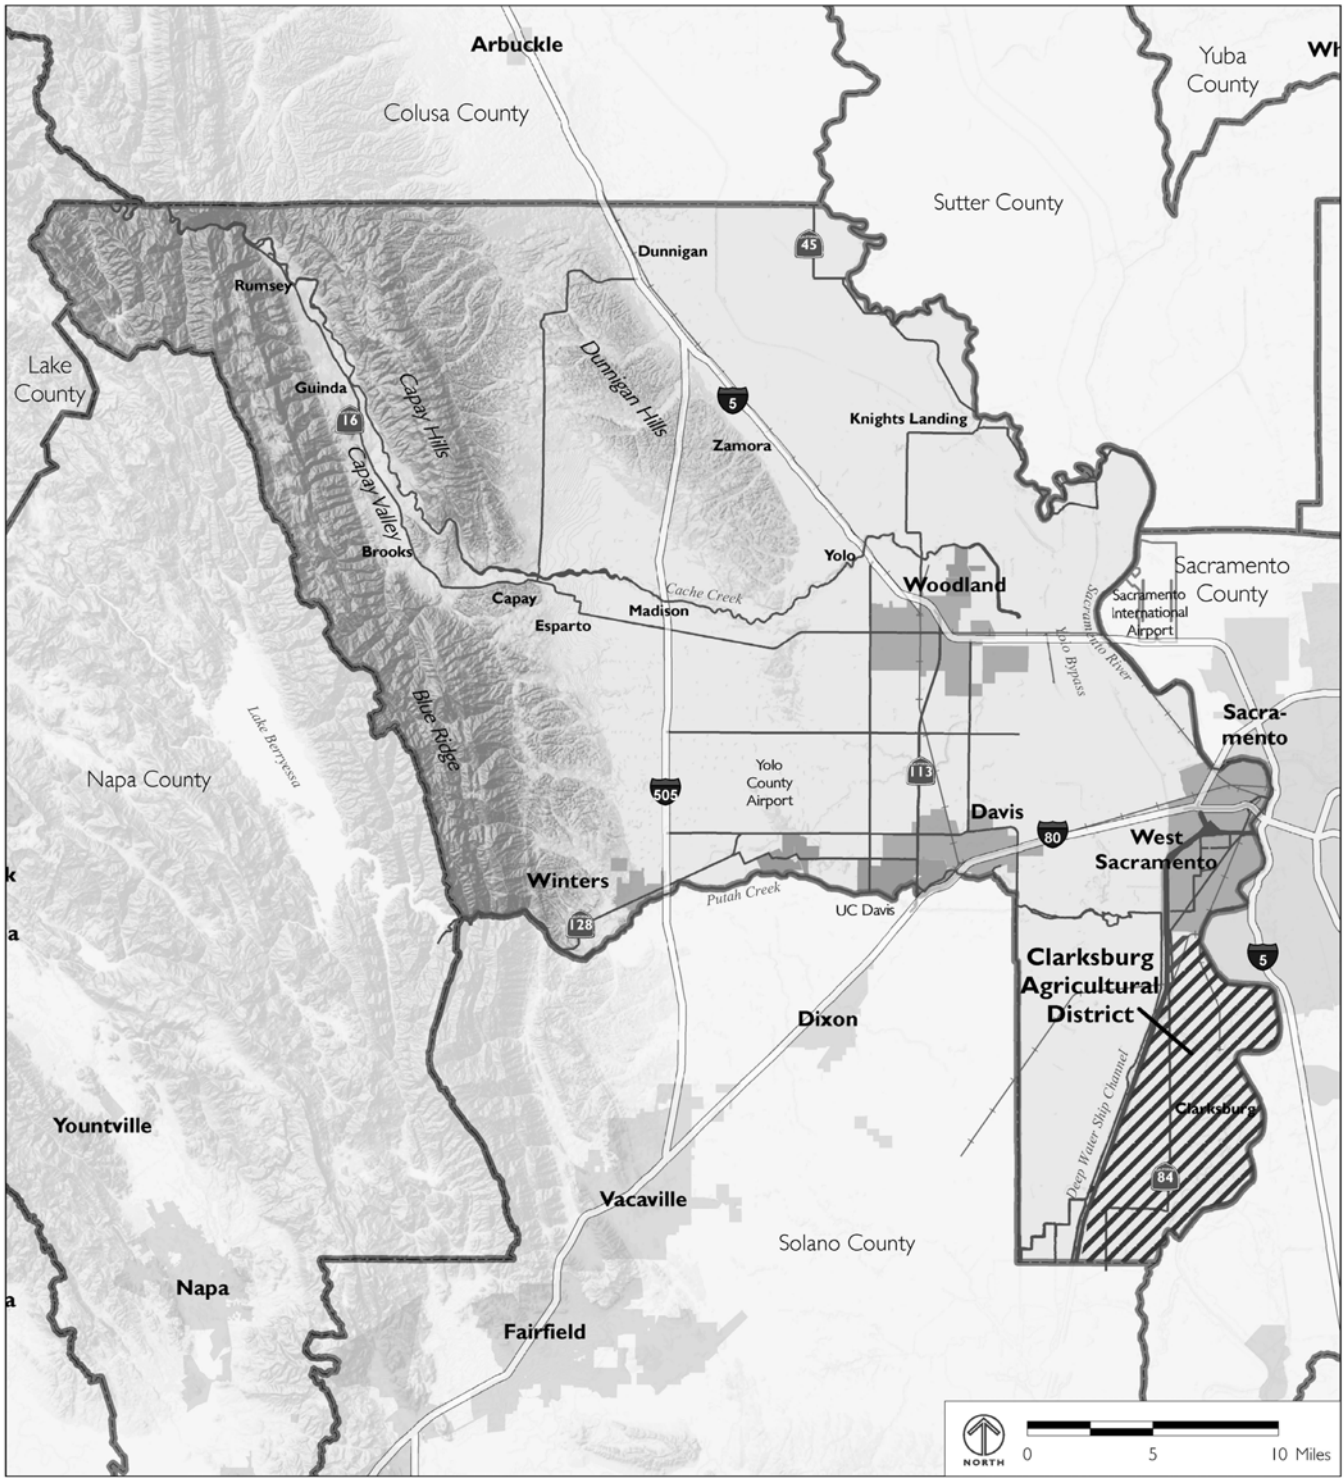 Arbuckle
Yuba
County
Colusa County
Sutter County
45
Dunnigan
Rumsey
Lake
County
Dunnigan Hills
Guinda
Capay Hills
5
16
Knights Landing
Zamora
Capay Valley
Brooks
Yolo
Woodland
Sacramento
County
Cache Creek
Capay
Madison
Esparto
Sacramento
International
Airport
Sacramento River
Yolo Bypass
Blue Ridge
Lake Berryessa
Sacra-
mento
Napa County
Yolo
County
Airport
113
505
Davis
80
West
Sacramento
Winters
Putah Creek
UC Davis
128
Clarksburg
Agricultural
District
5
Dixon
Deep Water Ship Channel
Clarksburg
Yountville
84
Vacaville
Solano County
Napa
Fairfield
NORTH
0 5 10 Miles